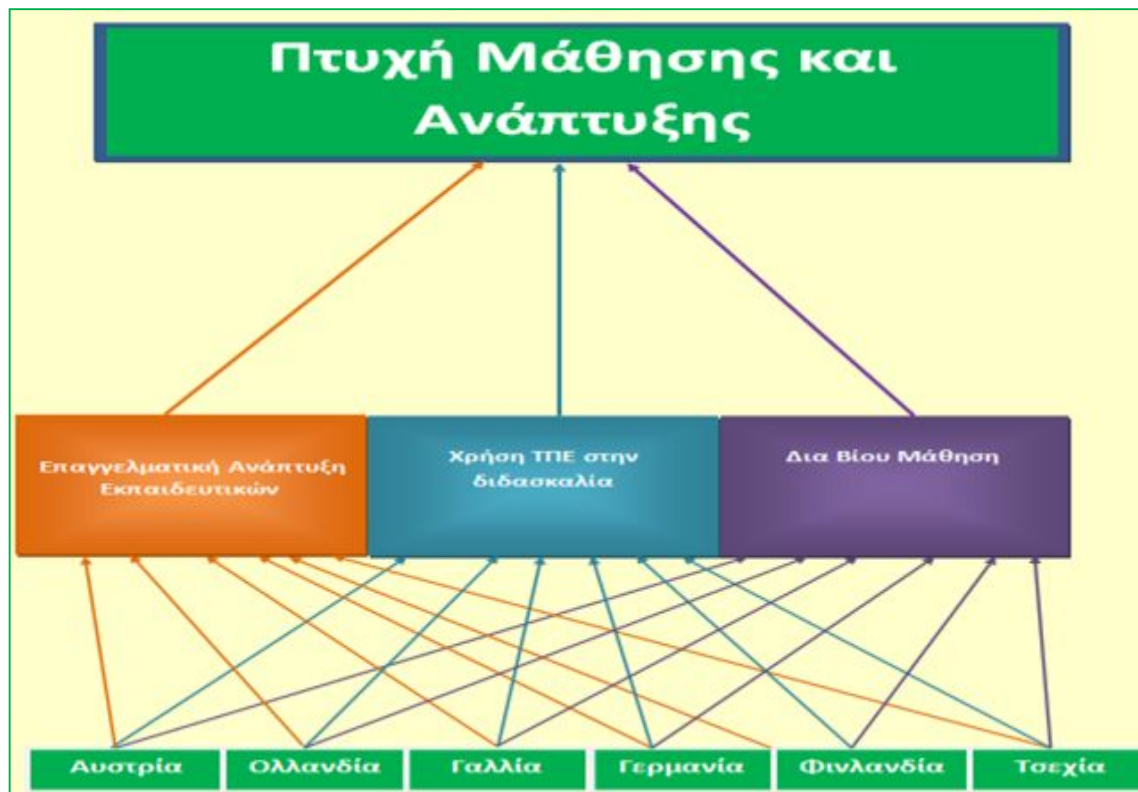 Πτυχή Μάθησης και
Ανάπτυξης
Επαγγελματική Ανάπτυξη
Εκπαιδευτικών
Χρήση ΤΠΕ στην
διδασκαλία
Δια Βίου Μάθηση
Αυστρία
Ολλανδία
Γαλλία
Γερμανία
Φινλανδία
Τσεχία